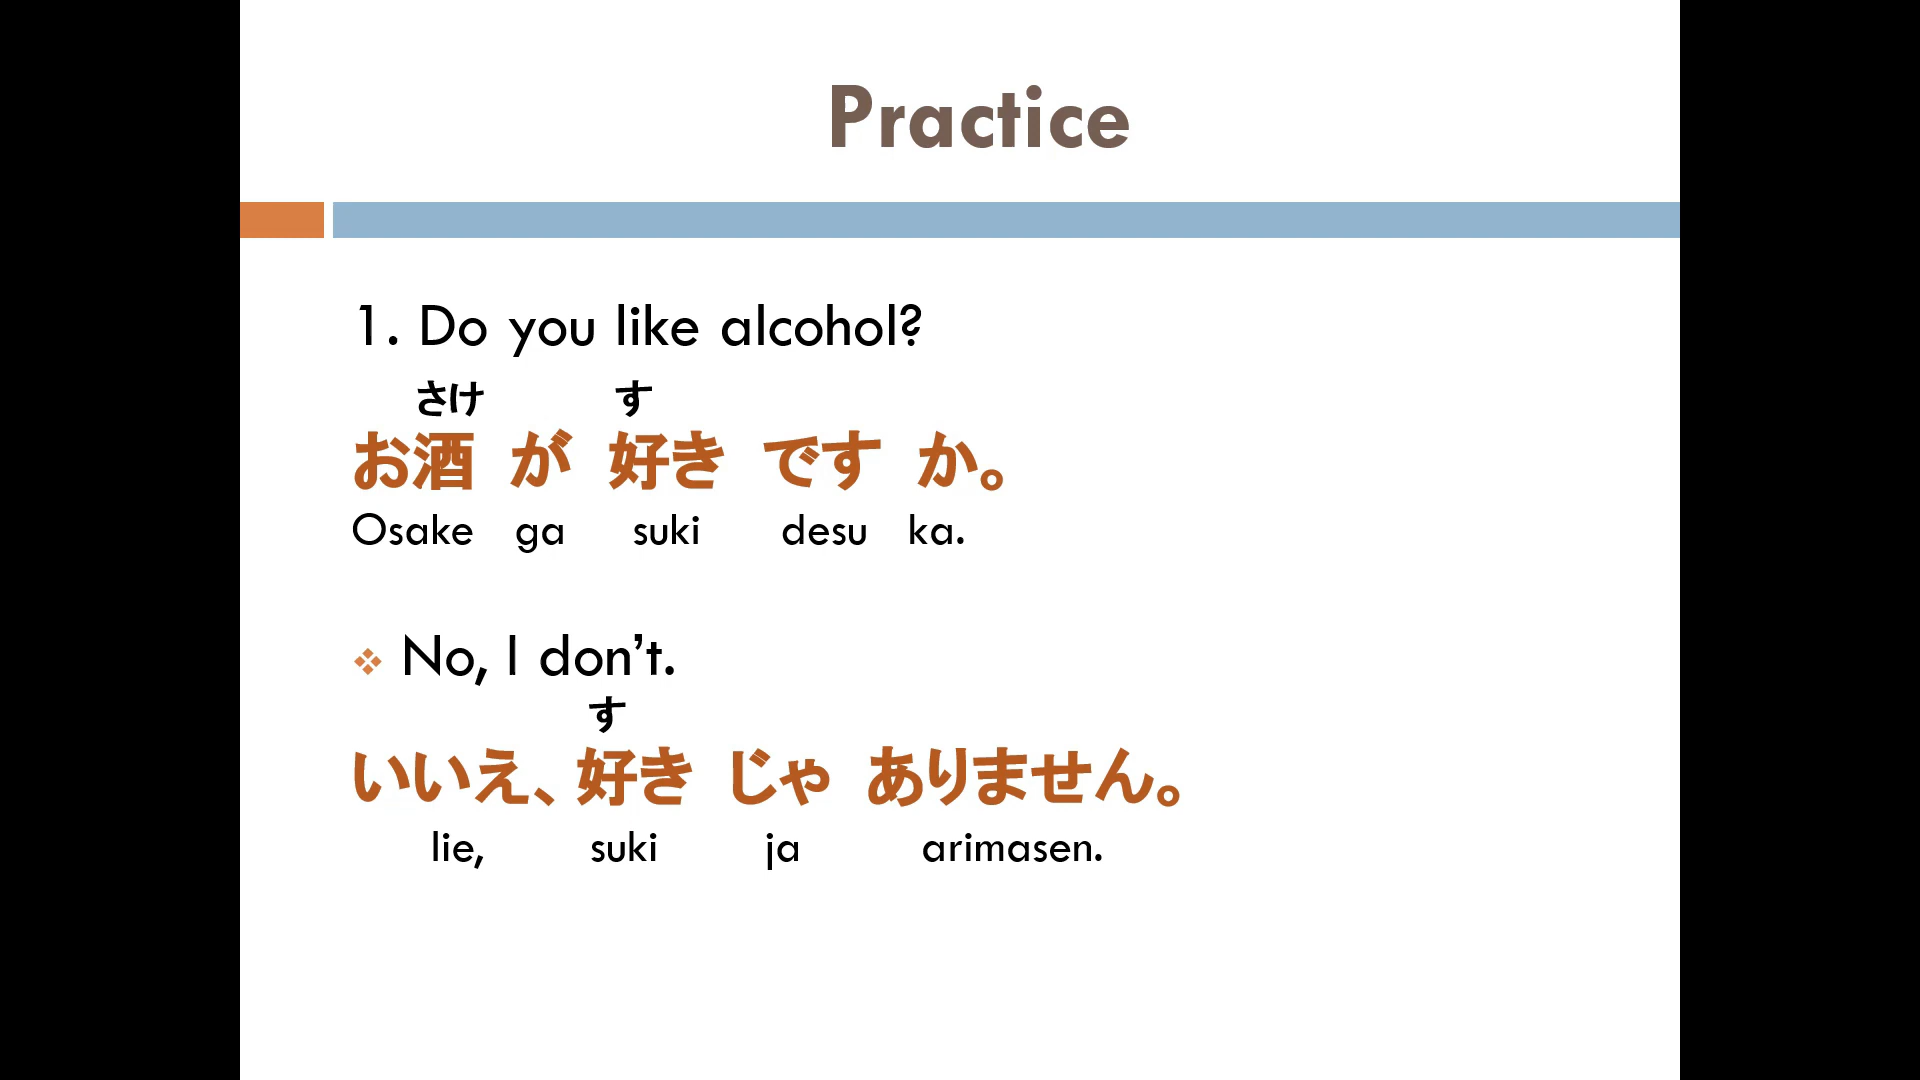 Practice
1. Do you like alcohol?
さけ す
お酒 が 好き です か。
Osake ga suki desu ka.
❖ No, I don’t.
す
いいえ、好き じゃ ありません。
Iie, suki ja arimasen.